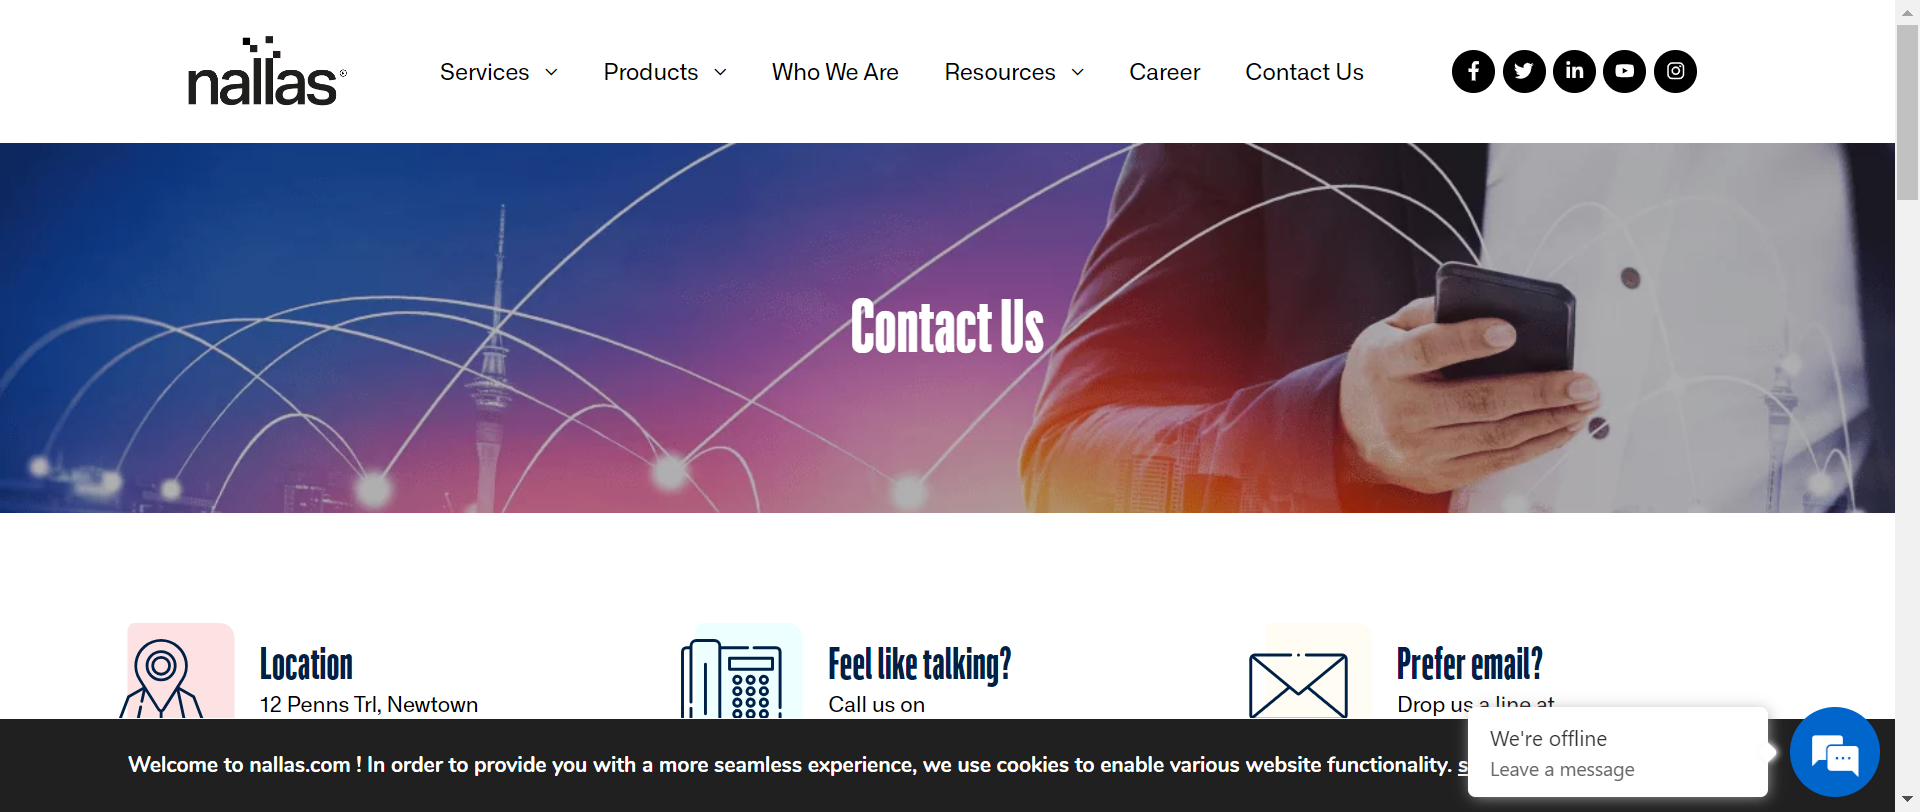 nallas
Services
Products
Who We Are
Resources
Career
Contact Us
Contact Us
Location
12 Penns Trl, Newtown
Feel like talking?
Call us on
Prefer email?
Drop us a line at
Welcome to nallas.com ! In order to provide you with a more seamless experience, we use cookies to enable various website functionality. s
We're offline
Leave a message